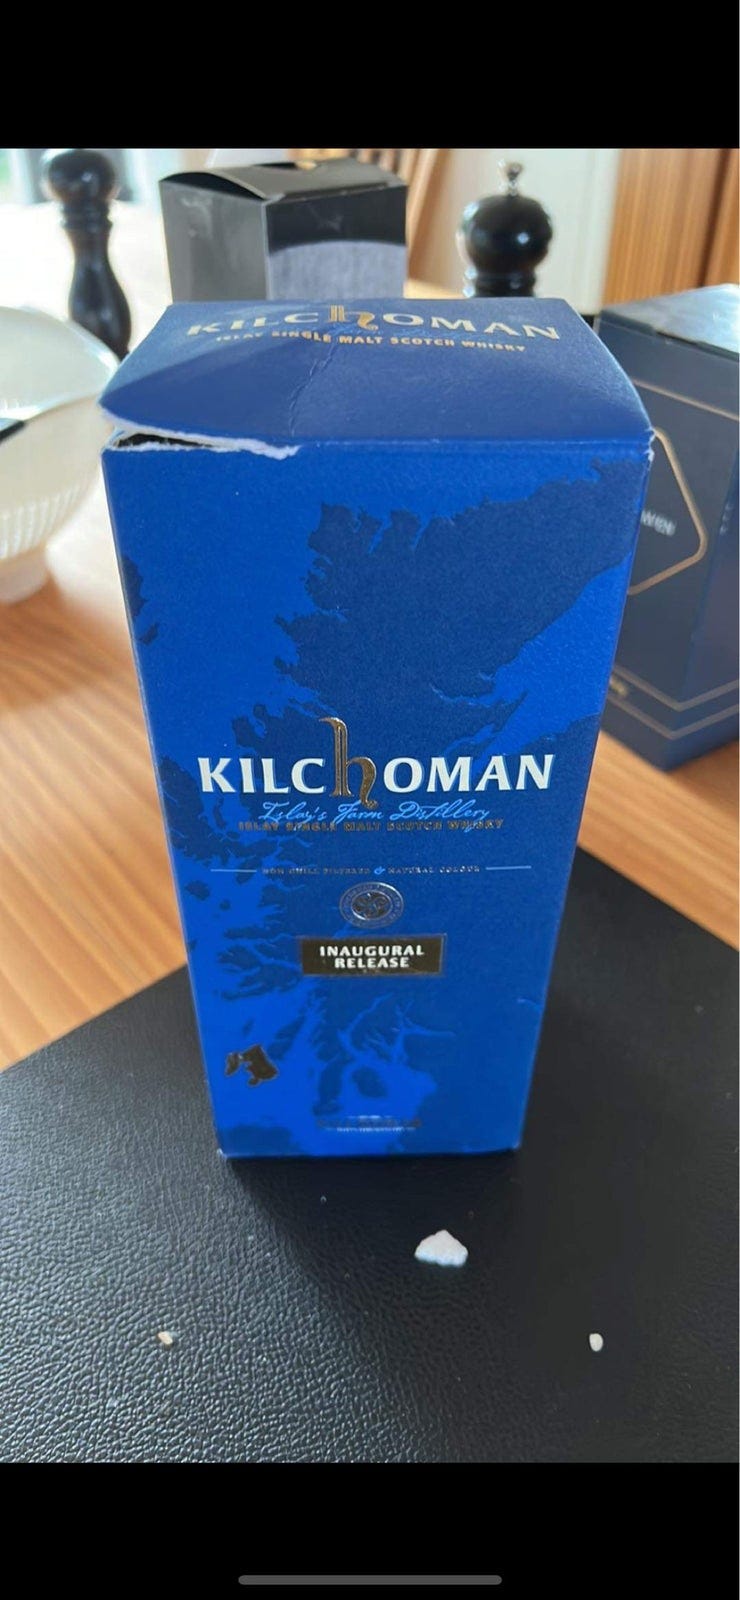 KILCHOMAN
ISLAY SINGLE MALT SCOTCH WHISKY
KILCHOMAN
Islay's Farm Distillery
ISLAY SINGLE MALT SCOTCH WHISKY
NON CHILL FILTERED & NATURAL COLOUR
INAUGURAL
RELEASE